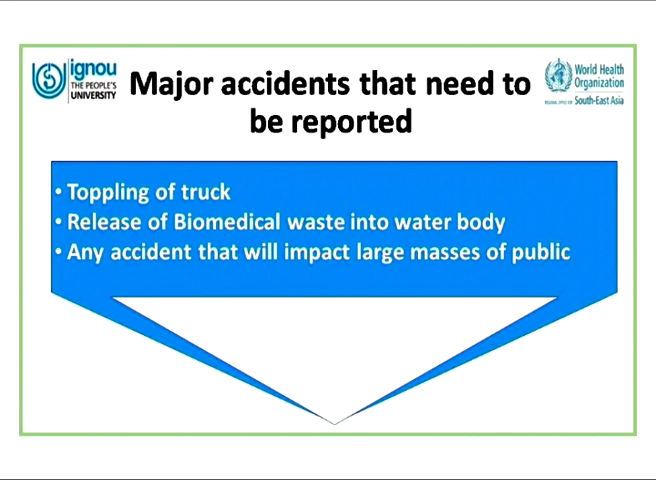 ignou
THE PEOPLE'S
UNIVERSITY
Major accidents that need to
be reported
World Health
Organization
REGIONAL OFFICE FOR South-East Asia
• Toppling of truck
• Release of Biomedical waste into water body
• Any accident that will impact large masses of public